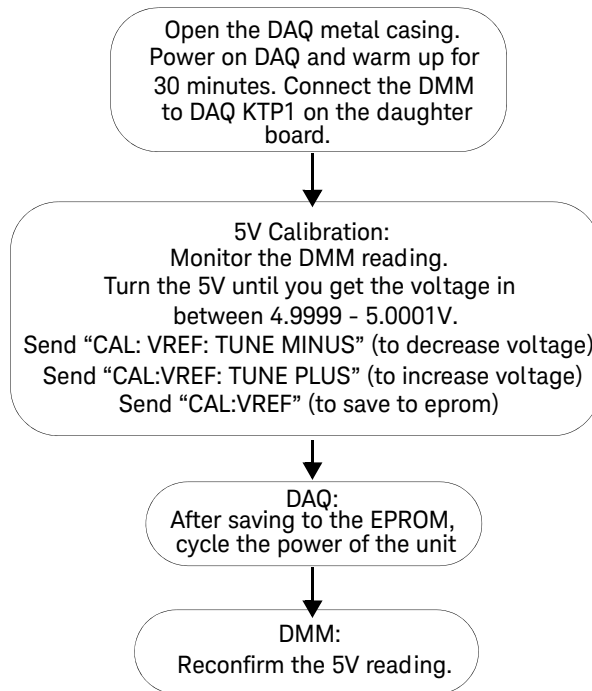 Open the DAQ metal casing.
Power on DAQ and warm up for
30 minutes. Connect the DMM
to DAQ KTP1 on the daughter
board.
5V Calibration:
Monitor the DMM reading.
Turn the 5V until you get the voltage in
between 4.9999 - 5.0001V.
Send “CAL: VREF: TUNE MINUS” (to decrease voltage)
Send “CAL:VREF: TUNE PLUS” (to increase voltage)
Send “CAL:VREF” (to save to eprom)
DAQ:
After saving to the EPROM,
cycle the power of the unit
DMM:
Reconfirm the 5V reading.